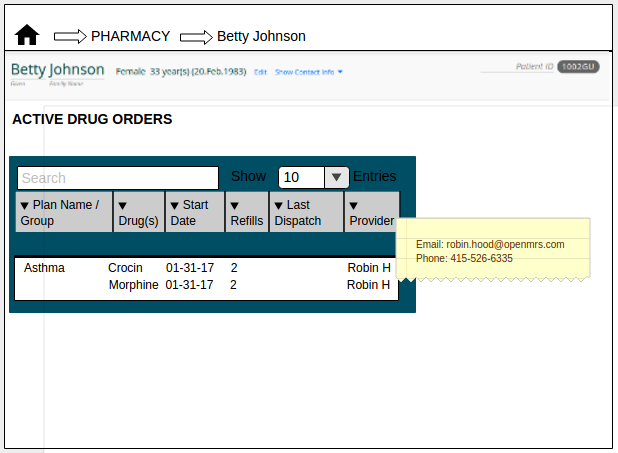 PHARMACY Betty Johnson
Betty Johnson Female 33 year(s) (20.Feb.1983) Edit Show Contact Info Patient ID 1002GU
Given Family Name
ACTIVE DRUG ORDERS
Search Show 10 Entries
Plan Name / Group Drug(s) Start Date Refills Last Dispatch Provider
Email: robin.hood@openmrs.com
Phone: 415-526-6335
Asthma Crocin 01-31-17 2 Robin H
Morphine 01-31-17 2 Robin H